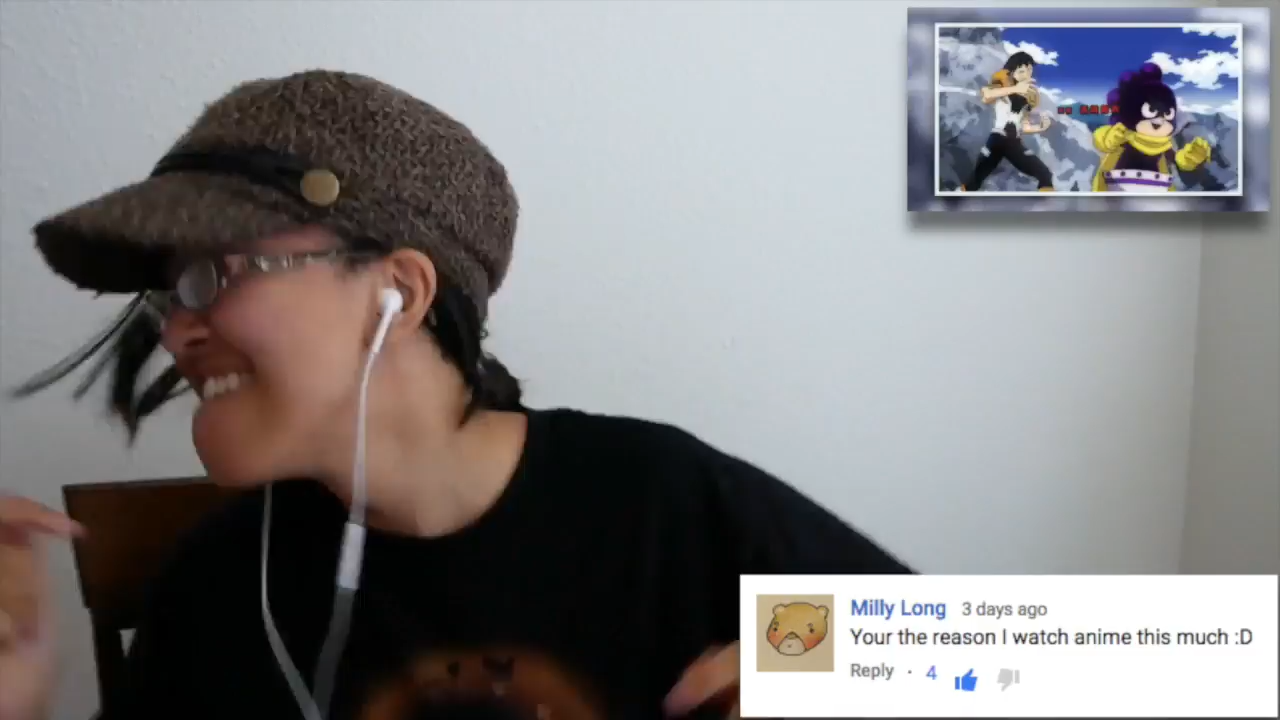 Milly Long 3 days ago
Your the reason I watch anime this much :D
Reply · 4